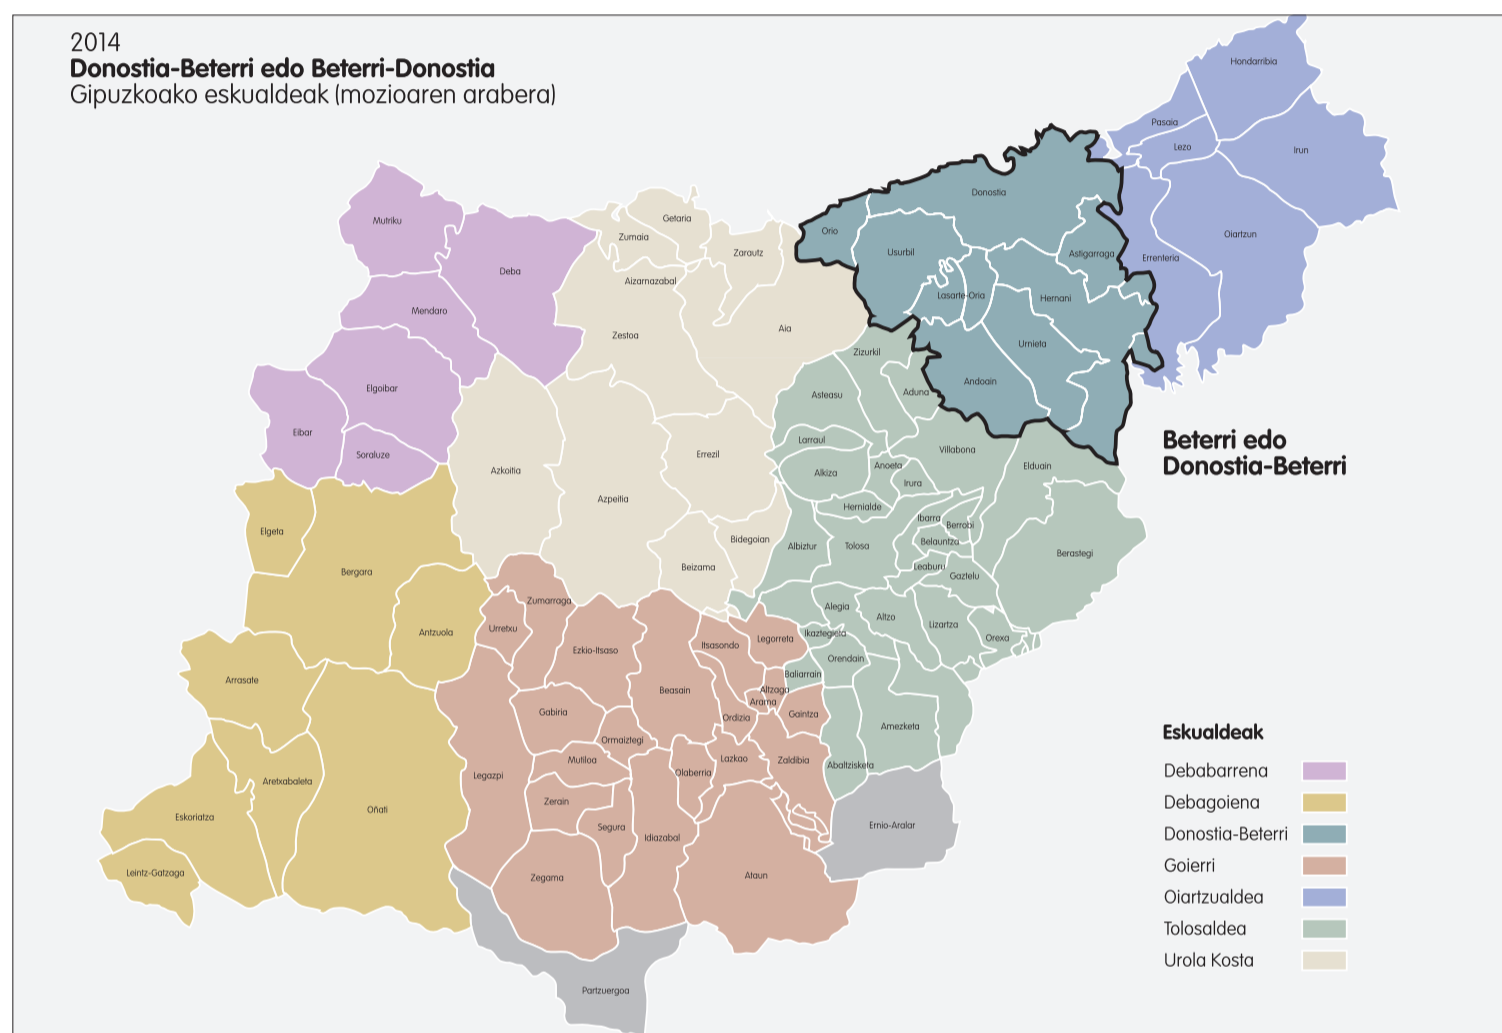 2014
Donostia-Beterri edo Beterri-Donostia
Gipuzkoako eskualdeak (mozioaren arabera)
Hondarribia
Pasaia
Lezo
Irun
Donostia
Oiartzun
Orio
Usurbil
Astigarraga
Errenteria
Lasarte-Oria
Hernani
Urnieta
Andoain
Mutriku
Deba
Mendaro
Elgoibar
Eibar
Soraluze
Getaria
Zumaia
Zarautz
Aizarnazabal
Zestoa
Aia
Azkoitia
Azpeitia
Errezil
Bidegoian
Beizama
Zizurkil
Asteasu
Aduna
Larraul
Villabona
Alkiza
Anoeta
Irura
Elduain
Hernialde
Ibarra
Berrobi
Albiztur
Tolosa
Belauntza
Berastegi
Leaburu
Gaztelu
Alegia
Altzo
Lizartza
Orexa
Ikaztegieta
Orendain
Baliarrain
Amezketa
Abaltzisketa
Elgeta
Bergara
Antzuola
Arrasate
Aretxabaleta
Oñati
Eskoriatza
Leintz-Gatzaga
Zumarraga
Urretxu
Ezkio-Itsaso
Itsasondo
Legorreta
Beasain
Altzaga
Arama
Gabiria
Ordizia
Gaintza
Ormaiztegi
Mutiloa
Lazkao
Zaldibia
Legazpi
Olaberria
Zerain
Segura
Idiazabal
Zegama
Ataun
Ernio-Aralar
Partzuergoa
Beterri edo
Donostia-Beterri
Eskualdeak
Debabarrena
Debagoiena
Donostia-Beterri
Goierri
Oiartzualdea
Tolosaldea
Urola Kosta